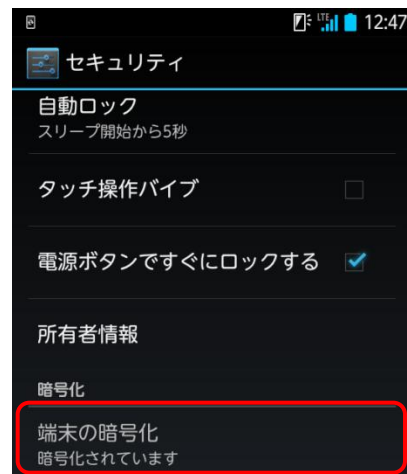 LTE 12:47
セキュリティ
自動ロック
スリープ開始から5秒
タッチ操作バイブ
電源ボタンですぐにロックする
所有者情報
暗号化
端末の暗号化
暗号化されています